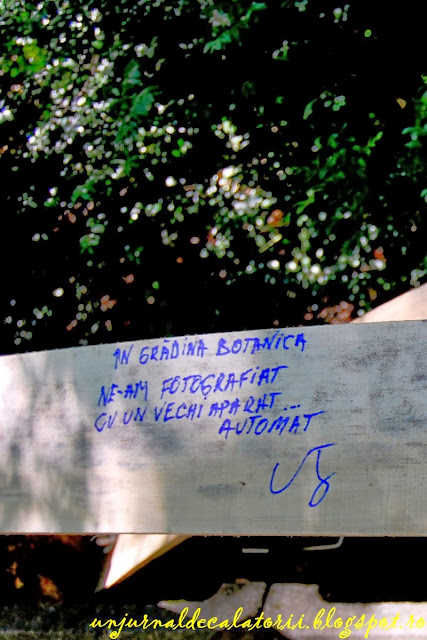 ÎN GRĂDINA BOTANICĂ
NE-AM FOTOGRAFIAT
CU UN VECHI APARAT...
AUTOMAT
unjurnaldecalatorii.blogspot.ro